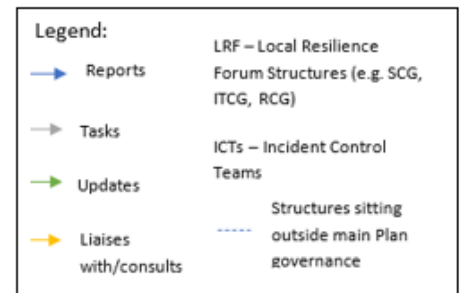 Legend:
Reports
Tasks
Updates
Liaises
with/consults
LRF – Local Resilience
Forum Structures (e.g. SCG,
ITCG, RCG)
ICTs – Incident Control
Teams
Structures sitting
outside main Plan
governance